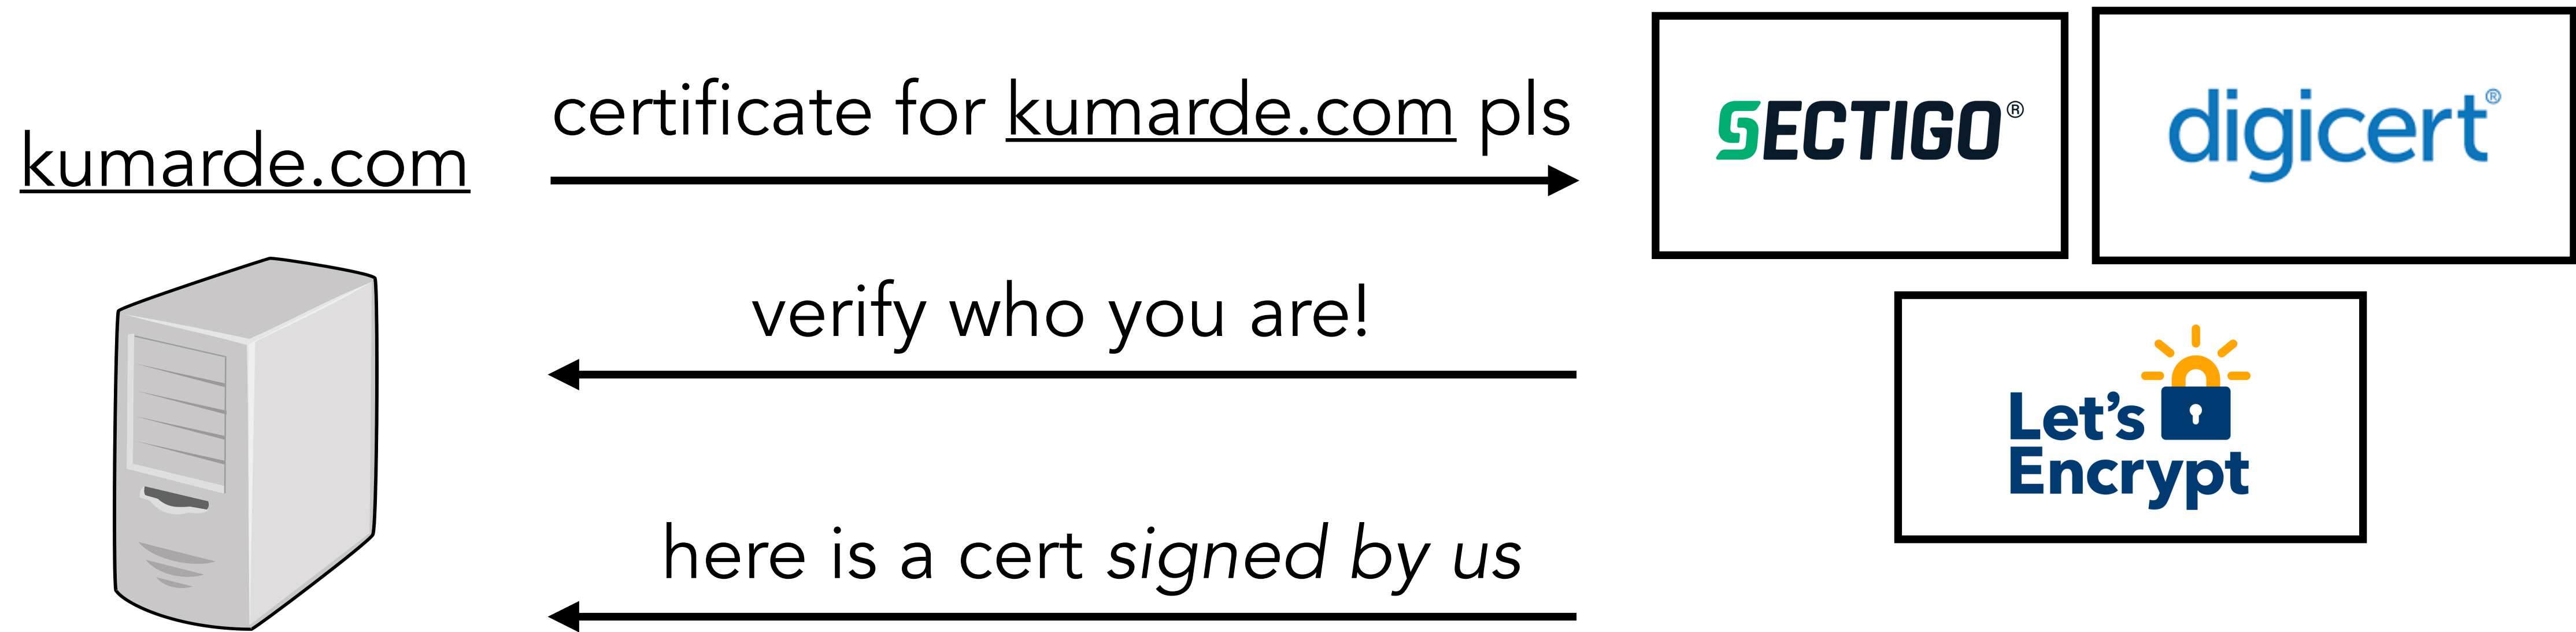 kumarde.com
certificate for kumarde.com pls
verify who you are!
here is a cert signed by us
SECTIGO®
digicert®
Let's
Encrypt